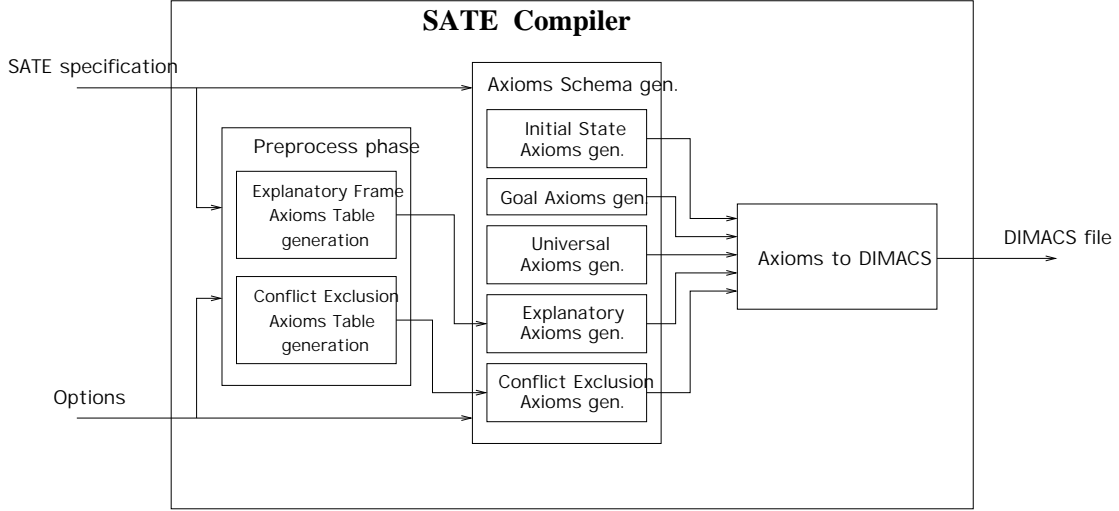 SATE Compiler
SATE specification
Options
Preprocess phase
Explanatory Frame
Axioms Table
generation
Conflict Exclusion
Axioms Table
generation
Axioms Schema gen.
Initial State
Axioms gen.
Goal Axioms gen.
Universal
Axioms gen.
Explanatory
Axioms gen.
Conflict Exclusion
Axioms gen.
Axioms to DIMACS
DIMACS file